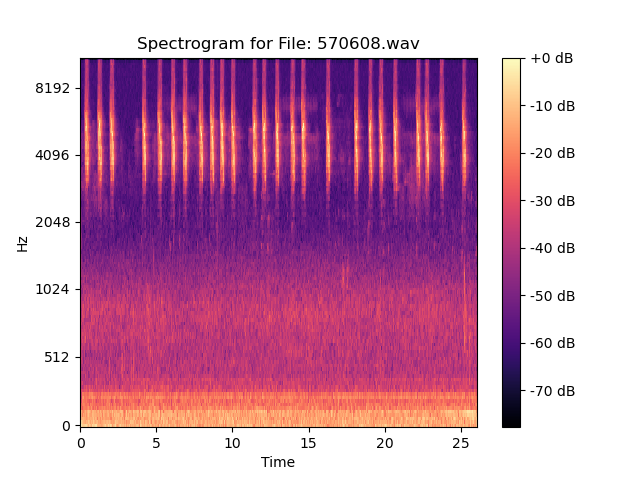 Spectrogram for File: 570608.wav
Hz
8192
4096
2048
1024
512
0
0 5 10 15 20 25
Time
+0 dB
-10 dB
-20 dB
-30 dB
-40 dB
-50 dB
-60 dB
-70 dB